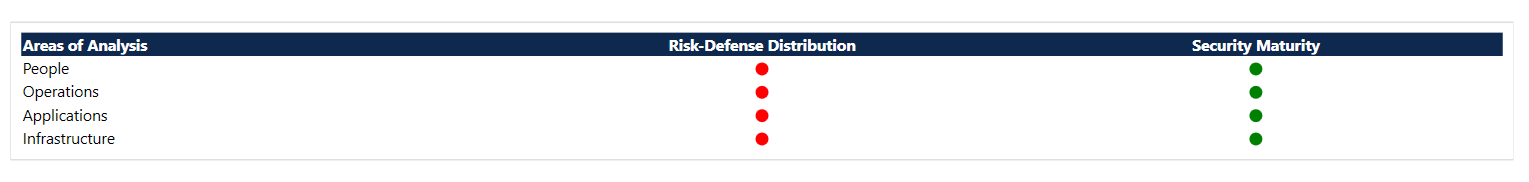 Areas of Analysis Risk-Defense Distribution Security Maturity
People
Operations
Applications
Infrastructure